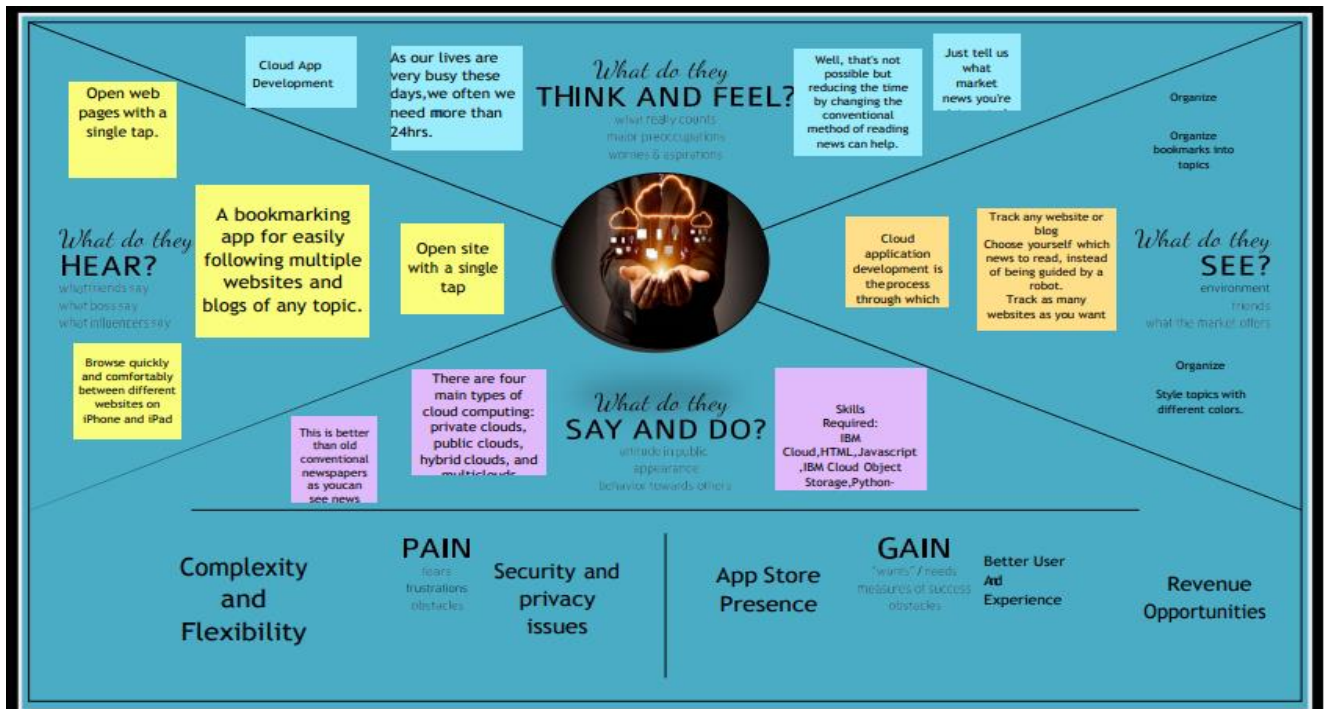 Cloud App
Development
As our lives are
very busy these
days,we often we
need more than
24hrs.
What do they
THINK AND FEEL?
what really counts
major preoccupations
worries & aspirations
Well, that's not
possible but
reducing the time
by changing the
conventional
method of reading
news can help.
Just tell us
what
market
news you're
Open web
pages with a
single tap.
What do they
HEAR?
what friends say
what boss say
what influencers say
A bookmarking
app for easily
following multiple
websites and
blogs of any topic.
Open site
with a single
tap
Browse quickly
and comfortably
between different
websites on
iPhone and iPad
Organize
Organize
bookmarks into
topics
Cloud
application
development is
theprocess
through which
Track any website or
blog
Choose yourself which
news to read, instead
of being guided by a
robot.
Track as many
websites as you want
What do they
SEE?
environment
friends
what the market offers
Organize
Style topics with
different colors.
This is better
than old
conventional
newspapers
as youcan
see news
There are four
main types of
cloud computing:
private clouds,
public clouds,
hybrid clouds, and
multiclouds
What do they
SAY AND DO?
attitude in public
appearance
behavior towards others
Skills
Required:
IBM
Cloud,HTML,Javascript
,IBM Cloud Object
Storage,Python-
PAIN
fears
frustrations
obstacles
Complexity
and
Flexibility
Security and
privacy
issues
GAIN
"wants" / needs
measures of success
obstacles
App Store
Presence
Better User
And
Experience
Revenue
Opportunities